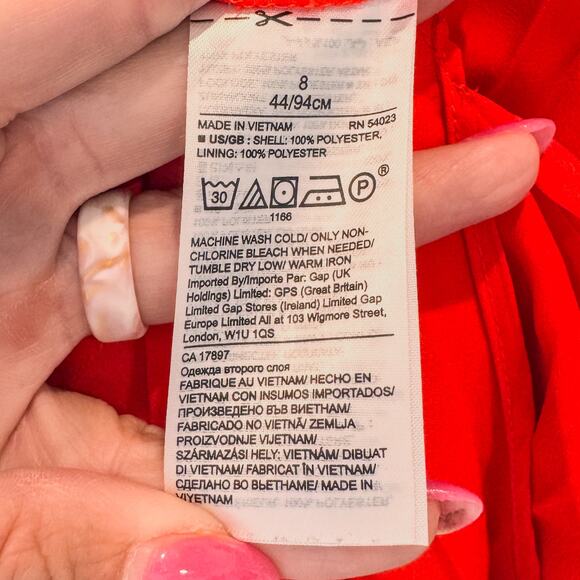 8
44/94CM
MADE IN VIETNAM RN 54023
US/GB : SHELL: 100% POLYESTER,
LINING: 100% POLYESTER
30 P ®
1166
MACHINE WASH COLD/ ONLY NON-
CHLORINE BLEACH WHEN NEEDED/
TUMBLE DRY LOW/ WARM IRON
Imported By/Importe Par: Gap (UK
Holdings) Limited: GPS (Great Britain)
Limited Gap Stores (Ireland) Limited Gap
Europe Limited All at 103 Wigmore Street,
London, W1U 1QS
CA 17897
Одежда второго слоя
FABRIQUE AU VIETNAM/ HECHO EN
VIETNAM CON INSUMOS IMPORTADOS/
ПРОИЗВЕДЕНО ВЪВ ВИЕТНАМ/
FABRICADO NO VIETNÃ/ ZEMLJA
PROIZVODNJE VIJETNAM/
SZÁRMAZÁSI HELY: VIETNÁM/ DIBUAT
DI VIETNAM/ FABRICAT ÎN VIETNAM/
СДЕЛАНО ВО ВЬЕТНАМЕ/ MADE IN
VIYETNAM